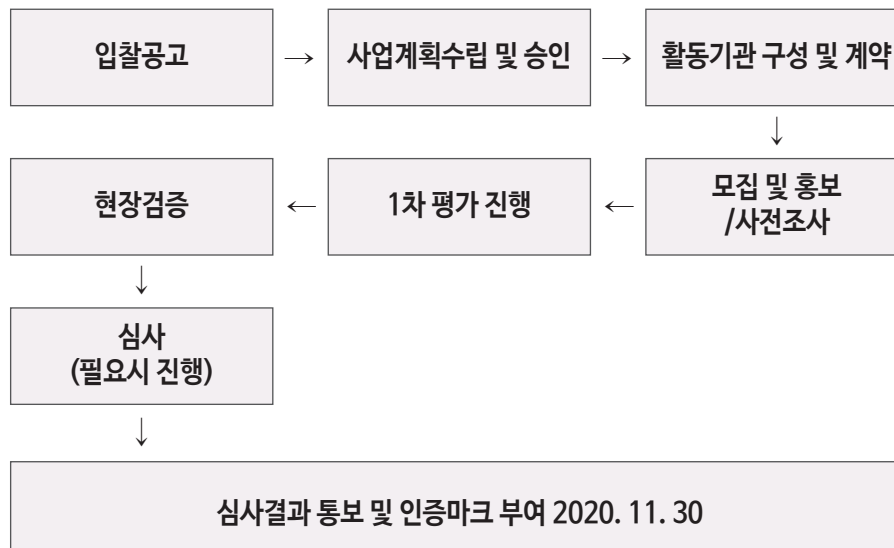 입찰공고
→
사업계획수립 및 승인
→
활동기관 구성 및 계약
↓
모집 및 홍보
/사전조사
←
1차 평가 진행
←
현장검증
↓
심사
(필요시 진행)
↓
심사결과 통보 및 인증마크 부여 2020. 11. 30